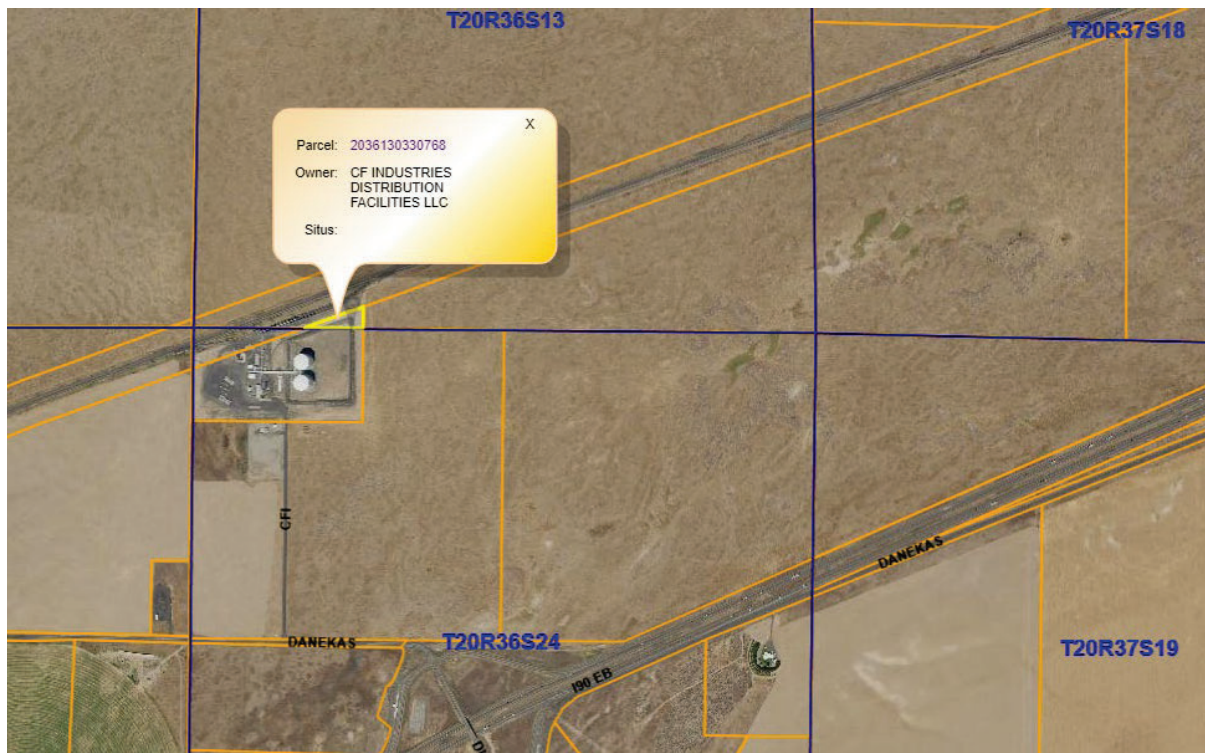 T20R36S13
T20R37S18
X
Parcel: 2036130330768
Owner: CF INDUSTRIES
DISTRIBUTION
FACILITIES LLC
Situs:
CFI
DANEKAS
DANEKAS
T20R36S24
T20R37S19
I90 EB